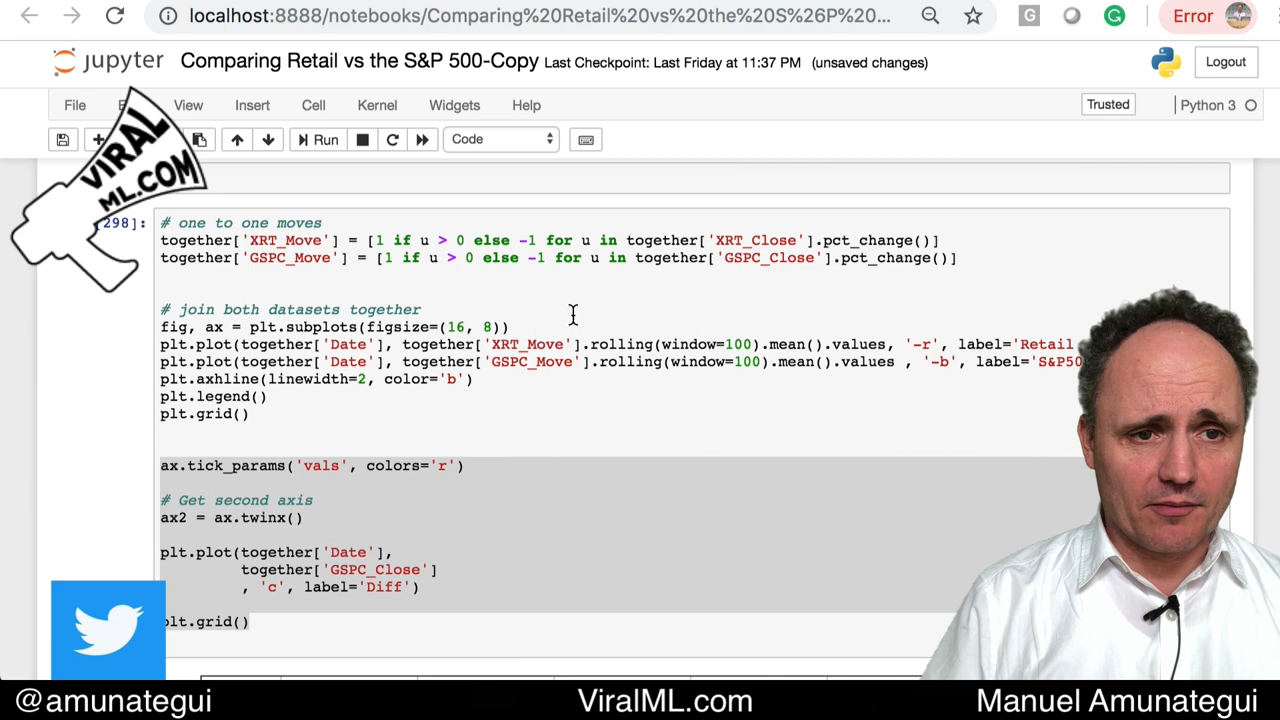 localhost:8888/notebooks/Comparing%20Retail%20vs%20the%20S%26P%20...
G
G
Error
jupyter
Comparing Retail vs the S&P 500-Copy Last Checkpoint: Last Friday at 11:37 PM (unsaved changes)
Logout
File
View
Insert
Cell
Kernel
Widgets
Help
Trusted
Python 3
Run
Code
VIRAL
ML.COM
[298]:
# one to one moves
together['XRT_Move'] = [1 if u > 0 else -1 for u in together['XRT_Close'].pct_change()]
together['GSPC_Move'] = [1 if u > 0 else -1 for u in together['GSPC_Close'].pct_change()]
# join both datasets together
fig, ax = plt.subplots(figsize=(16, 8))
plt.plot(together['Date'], together['XRT_Move'].rolling(window=100).mean().values, '-r', label='Retail
plt.plot(together['Date'], together['GSPC_Move'].rolling(window=100).mean().values , '-b', label='S&P50
plt.axhline(linewidth=2, color='b')
plt.legend()
plt.grid()
ax.tick_params('vals', colors='r')
# Get second axis
ax2 = ax.twinx()
plt.plot(together['Date'],
together['GSPC_Close']
, 'c', label='Diff')
plt.grid()
@amunategui
ViralML.com
Manuel Amunategui